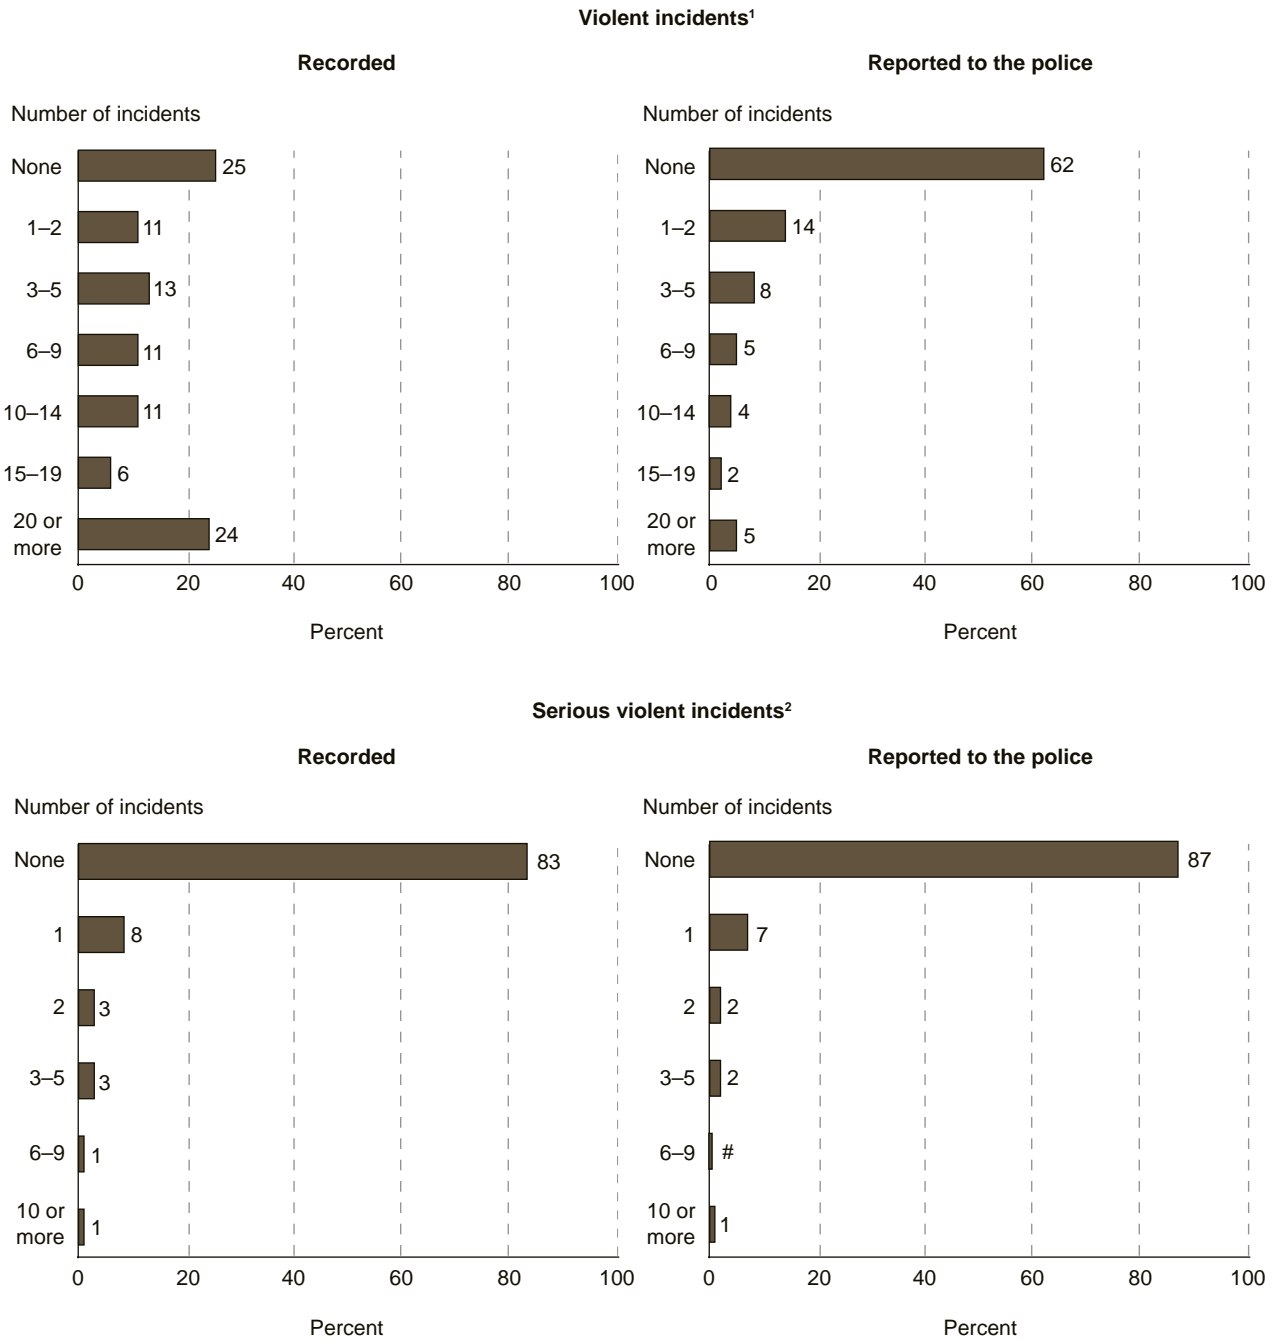 Violent incidents¹
Recorded
Number of incidents
None 25
1–2 11
3–5 13
6–9 11
10–14 11
15–19 6
20 or
more 24
0 20 40 60 80 100
Percent
Reported to the police
Number of incidents
None 62
1–2 14
3–5 8
6–9 5
10–14 4
15–19 2
20 or
more 5
0 20 40 60 80 100
Percent
Serious violent incidents²
Recorded
Number of incidents
None 83
1 8
2 3
3–5 3
6–9 1
10 or
more 1
0 20 40 60 80 100
Percent
Reported to the police
Number of incidents
None 87
1 7
2 2
3–5 2
6–9 #
10 or
more 1
0 20 40 60 80 100
Percent